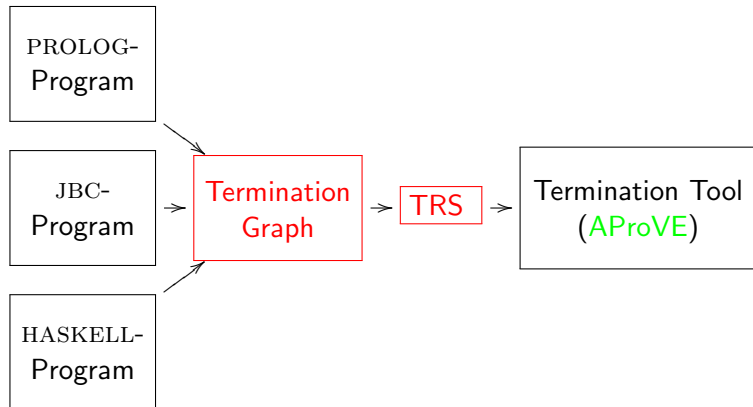 PROLOG-
Program
JBC-
Program
HASKELL-
Program
Termination
Graph
TRS
Termination Tool
(AProVE)